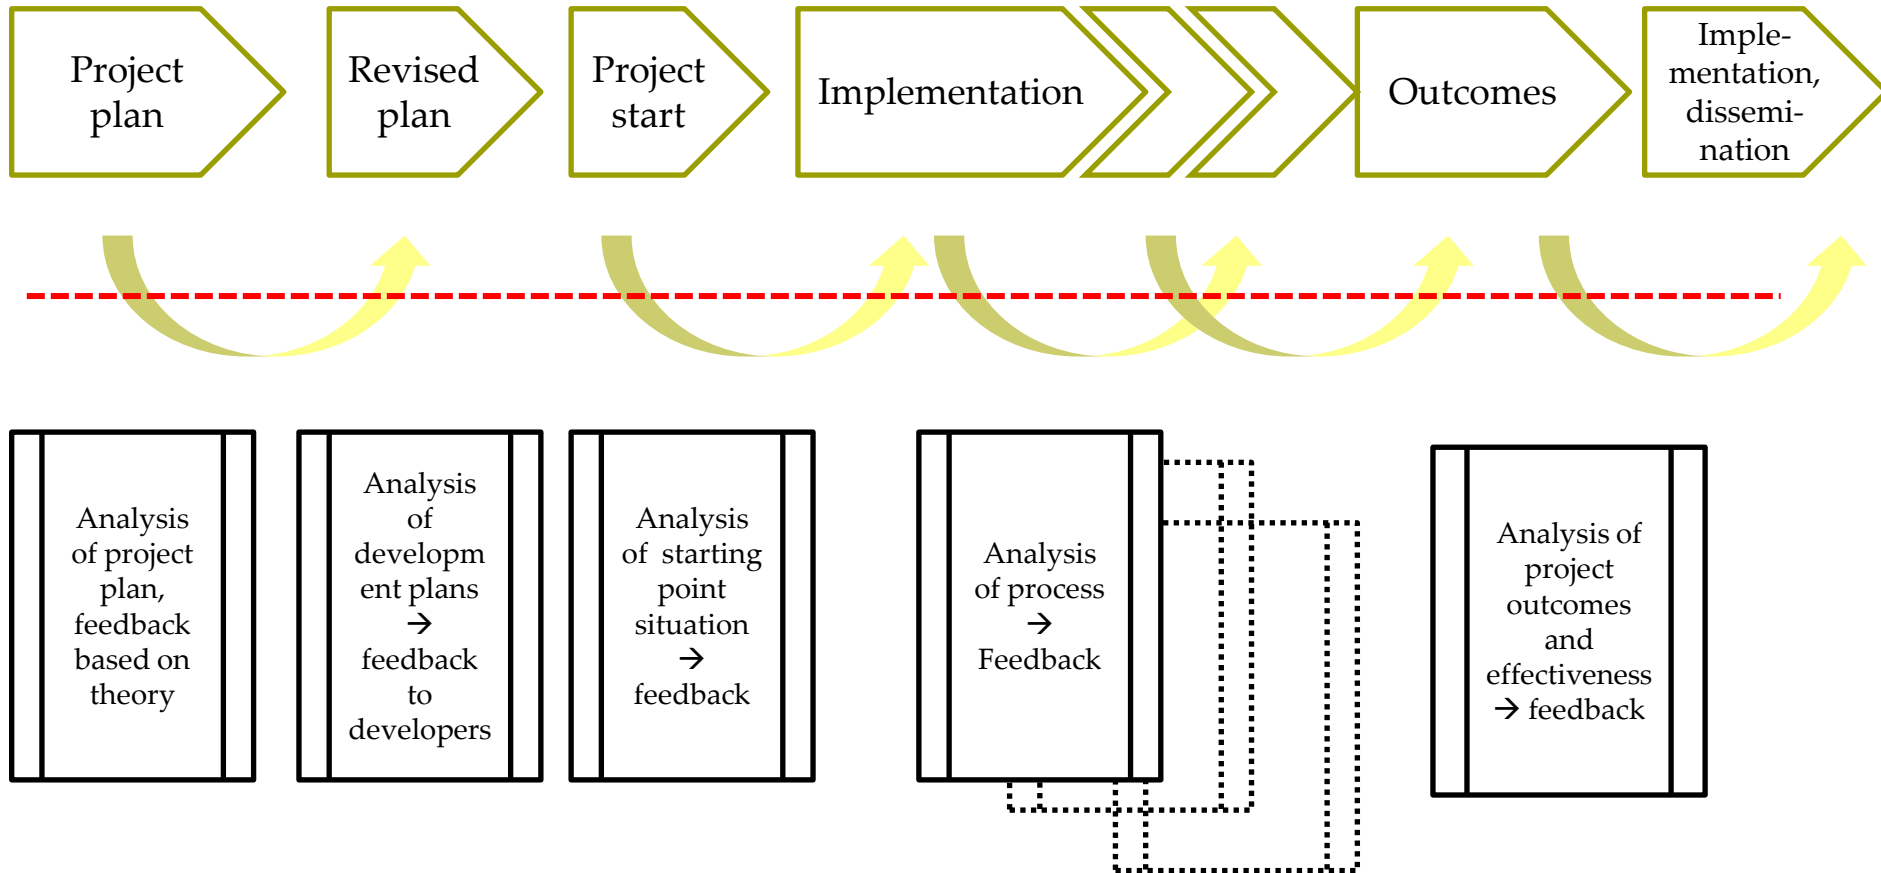 Project
plan
Revised
plan
Project
start
Implementation
Outcomes
Imple-
mentation,
dissemi-
nation
Analysis
of project
plan,
feedback
based on
theory
Analysis
of
developm
ent plans
→
feedback
to
developers
Analysis
of starting
point
situation
→
feedback
Analysis
of process
→
Feedback
Analysis of
project
outcomes
and
effectiveness
→ feedback